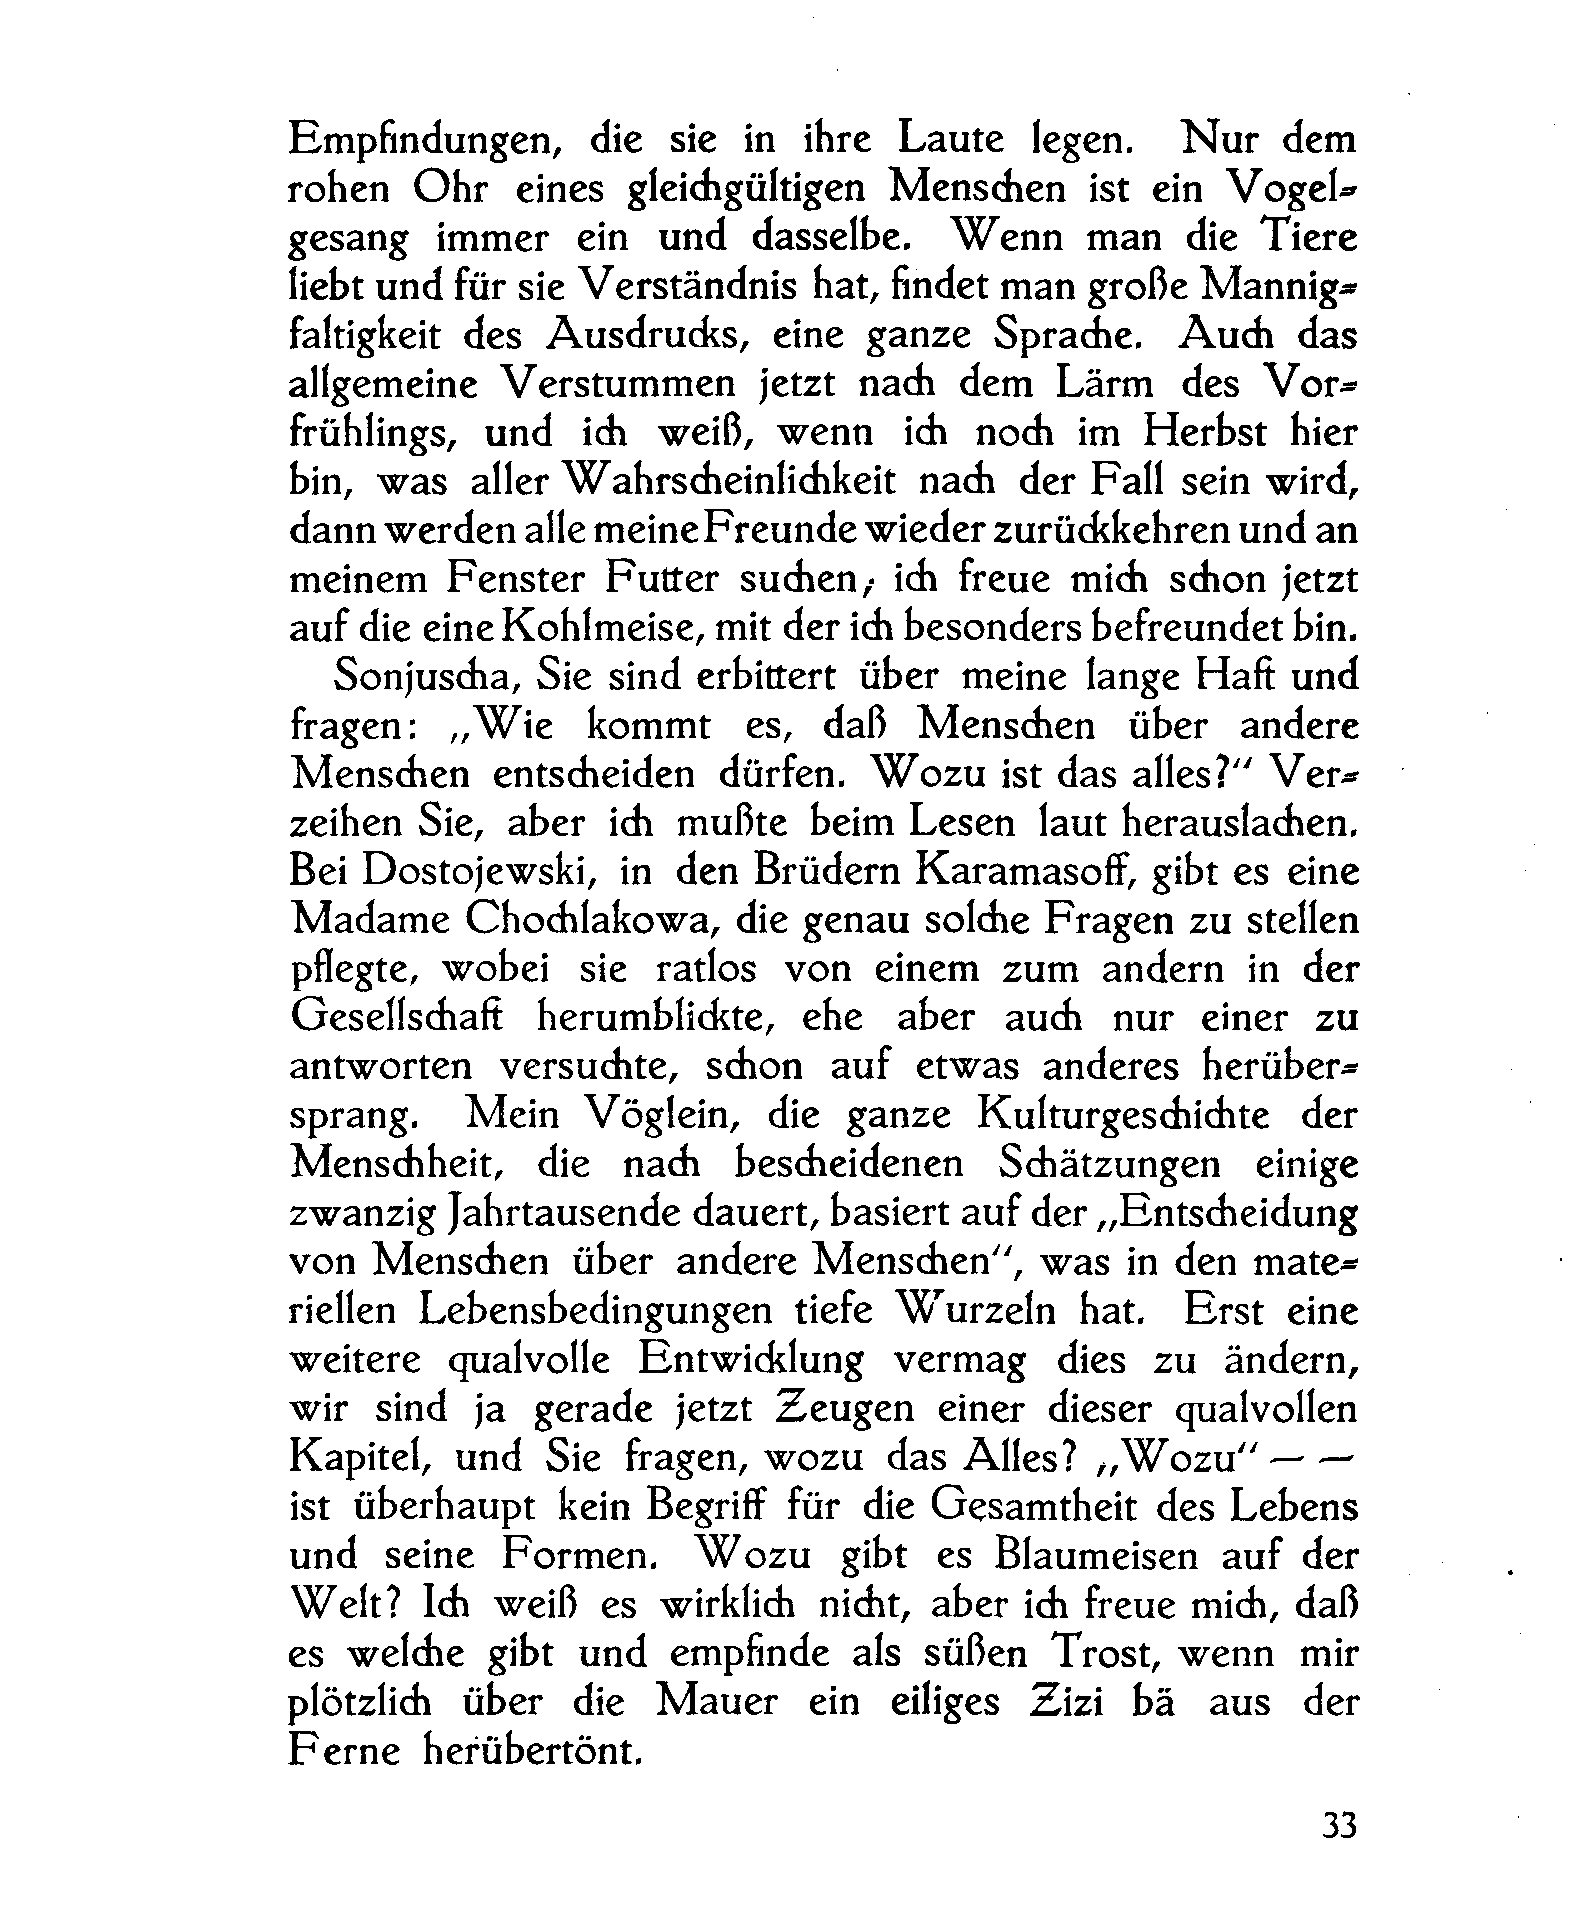 Empfindungen, die sie in ihre Laute legen. Nur dem
rohen Ohr eines gleichgültigen Menschen ist ein Vogel-
gesang immer ein und dasselbe. Wenn man die Tiere
liebt und für sie Verständnis hat, findet man große Mannig-
faltigkeit des Ausdrucks, eine ganze Sprache. Auch das
allgemeine Verstummen jetzt nach dem Lärm des Vor-
frühlings, und ich weiß, wenn ich noch im Herbst hier
bin, was aller Wahrscheinlichkeit nach der Fall sein wird,
dann werden alle meine Freunde wieder zurückkehren und an
meinem Fenster Futter suchen; ich freue mich schon jetzt
auf die eine Kohlmeise, mit der ich besonders befreundet bin.
Sonjuscha, Sie sind erbittert über meine lange Haft und
fragen: „Wie kommt es, daß Menschen über andere
Menschen entscheiden dürfen. Wozu ist das alles?" Ver-
zeihen Sie, aber ich mußte beim Lesen laut herauslachen.
Bei Dostojewski, in den Brüdern Karamasoff, gibt es eine
Madame Chochlakowa, die genau solche Fragen zu stellen
pflegte, wobei sie ratlos von einem zum andern in der
Gesellschaft herumblickte, ehe aber auch nur einer zu
antworten versuchte, schon auf etwas anderes herüber-
sprang. Mein Vöglein, die ganze Kulturgeschichte der
Menschheit, die nach bescheidenen Schätzungen einige
zwanzig Jahrtausende dauert, basiert auf der „Entscheidung
von Menschen über andere Menschen", was in den mate-
riellen Lebensbedingungen tiefe Wurzeln hat. Erst eine
weitere qualvolle Entwicklung vermag dies zu ändern,
wir sind ja gerade jetzt Zeugen einer dieser qualvollen
Kapitel, und Sie fragen, wozu das Alles? „Wozu" — —
ist überhaupt kein Begriff für die Gesamtheit des Lebens
und seine Formen. Wozu gibt es Blaumeisen auf der
Welt? Ich weiß es wirklich nicht, aber ich freue mich, daß
es welche gibt und empfinde als süßen Trost, wenn mir
plötzlich über die Mauer ein eiliges Zizi bä aus der
Ferne herübertönt.
33